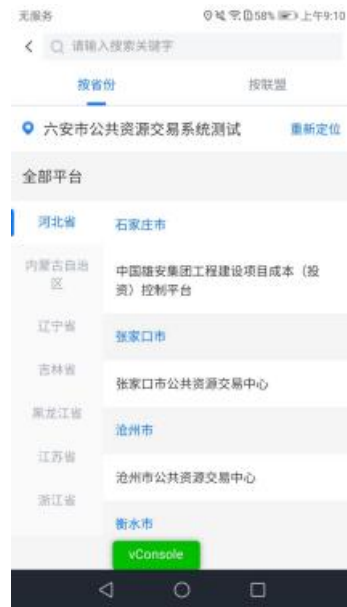 无服务 58% 上午9:10
请输入搜索关键字
按省份 按联盟
六安市公共资源交易系统测试 重新定位
全部平台
河北省
石家庄市
内蒙古自治
区
中国雄安集团工程建设项目成本（投
资）控制平台
辽宁省
张家口市
吉林省
张家口市公共资源交易中心
黑龙江省
沧州市
江苏省
沧州市公共资源交易中心
浙江省
衡水市
vConsole